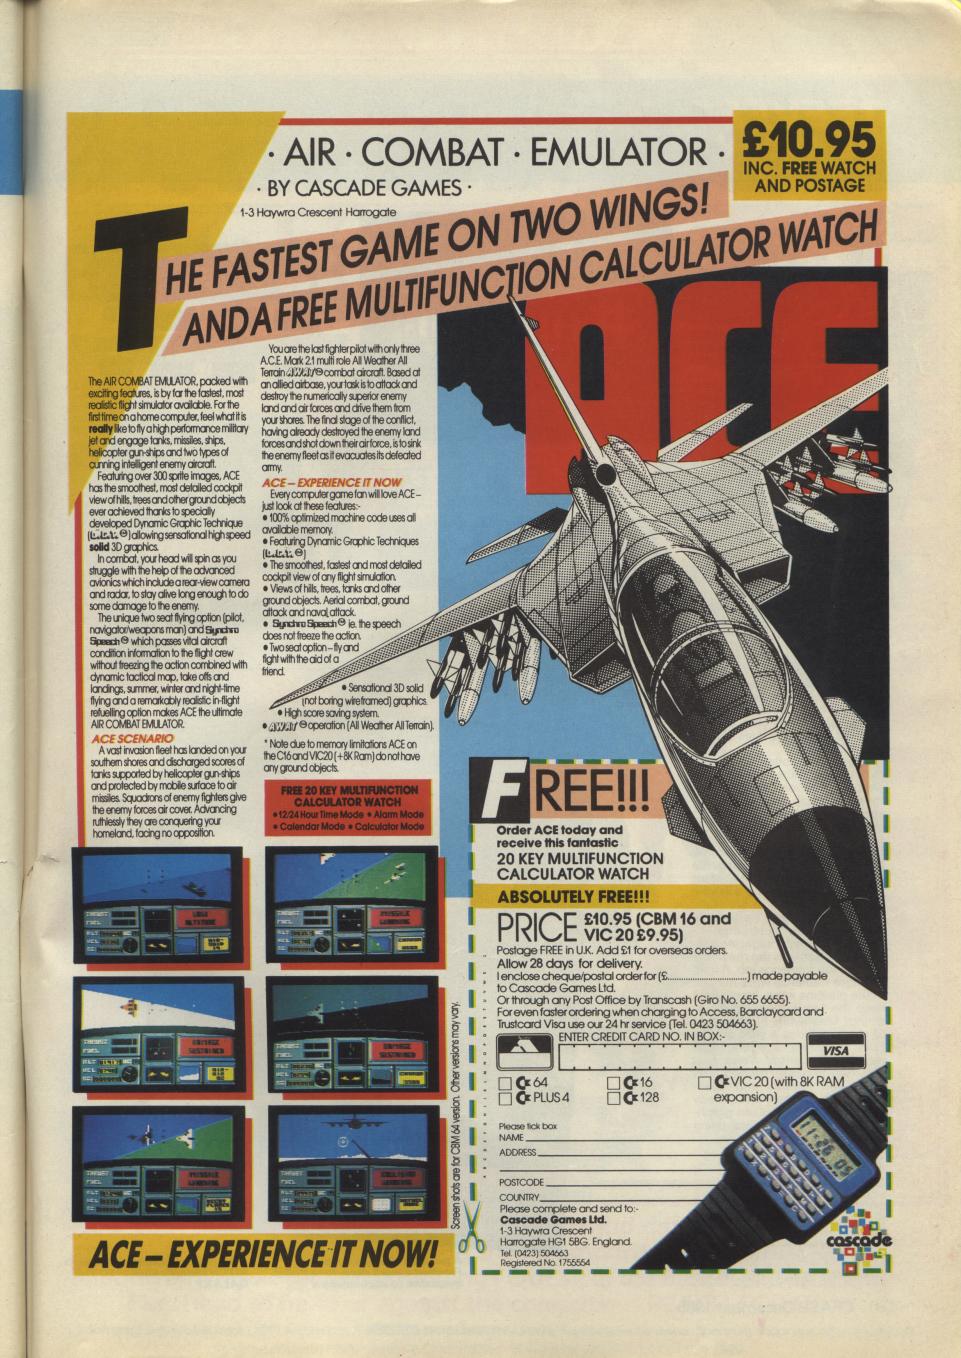 · AIR · COMBAT · EMULATOR ·
· BY CASCADE GAMES ·
1-3 Haywra Crescent Harrogate
£10.95
INC. FREE WATCH
AND POSTAGE
THE FASTEST GAME ON TWO WINGS!
AND A FREE MULTIFUNCTION CALCULATOR WATCH
ACE
The AIR COMBAT EMULATOR, packed with
exciting features, is by far the fastest, most
realistic flight simulator available. For the
first time on a home computer, feel what it is
really like to fly a high performance military
jet and engage tanks, missiles, ships,
helicopter gun-ships and two types of
cunning intelligent enemy aircraft.
Featuring over 300 sprite images, ACE
has the smoothest, most detailed cockpit
view of hills, trees and other ground objects
ever achieved thanks to specially
developed Dynamic Graphic Technique
allowing sensational high speed
solid 3D graphics.
In combat, your head will spin as you
struggle with the help of the advanced
avionics which include a rear-view camera
and radar, to stay alive long enough to do
some damage to the enemy.
The unique two seat flying option (pilot,
navigator/weapons man) and Synchro
Speech © which passes vital aircraft
condition information to the flight crew
without freezing the action combined with
dynamic tactical map, take offs and
landings, summer, winter and night-time
flying and a remarkably realistic in-flight
refuelling option makes ACE the ultimate
AIR COMBAT EMULATOR.
ACE SCENARIO
A vast invasion fleet has landed on your
southern shores and discharged scores of
tanks supported by helicopter gun-ships
and protected by mobile surface to air
missiles. Squadrons of enemy fighters give
the enemy forces air cover. Advancing
ruthlessly they are conquering your
homeland, facing no opposition.
You are the last fighter pilot with only three
A.C.E. Mark 2.1 multi role All Weather All
Terrain AWAT © combat aircraft. Based at
an allied airbase, your task is to attack and
destroy the numerically superior enemy
land and air forces and drive them from
your shores. The final stage of the conflict,
having already destroyed the enemy land
forces and shot down their air force, is to sink
the enemy fleet as it evacuates its defeated
army.
ACE – EXPERIENCE IT NOW
Every computer game fan will love ACE –
just look at these features:-
● 100% optimized machine code uses all
available memory.
● Featuring Dynamic Graphic Techniques
● The smoothest, fastest and most detailed
cockpit view of any flight simulation.
● Views of hills, trees, tanks and other
ground objects. Aerial combat, ground
attack and naval attack.
● Synchro Speech © ie. the speech
does not freeze the action.
● Two seat option – fly and
fight with the aid of a
friend.
● Sensational 3D solid
(not boring wireframed) graphics.
● High score saving system.
● AWAT © operation (All Weather All Terrain).
* Note due to memory limitations ACE on
the C16 and VIC20 (+8K Ram) do not have
any ground objects.
FREE 20 KEY MULTIFUNCTION
CALCULATOR WATCH
● 12/24 Hour Time Mode ● Alarm Mode
● Calendar Mode ● Calculator Mode
LOW
ALTITUDE
MISSILE
WARNING
DAMAGE
SUSTAINED
DAMAGE
SUSTAINED
MISSILE
WARNING
Screen shots are for CBM 64 version. Other versions may vary.
ACE – EXPERIENCE IT NOW!
FREE!!!
Order ACE today and
receive this fantastic
20 KEY MULTIFUNCTION
CALCULATOR WATCH
ABSOLUTELY FREE!!!
PRICE £10.95 (CBM 16 and
VIC 20 £9.95)
Postage FREE in U.K. Add £1 for overseas orders.
Allow 28 days for delivery.
I enclose cheque/postal order for (£..............................) made payable
to Cascade Games Ltd.
Or through any Post Office by Transcash (Giro No. 655 6655).
For even faster ordering when charging to Access, Barclaycard and
Trustcard Visa use our 24 hr service (Tel. 0423 504663).
ENTER CREDIT CARD NO. IN BOX:-
VISA
64
16
VIC 20 (with 8K RAM
expansion)
PLUS 4
128
Please tick box
NAME
ADDRESS
POSTCODE
COUNTRY
Please complete and send to:-
Cascade Games Ltd.
1-3 Haywra Crescent
Harrogate HG1 5BG. England.
Tel. (0423) 504663
Registered No. 1755554
cascade